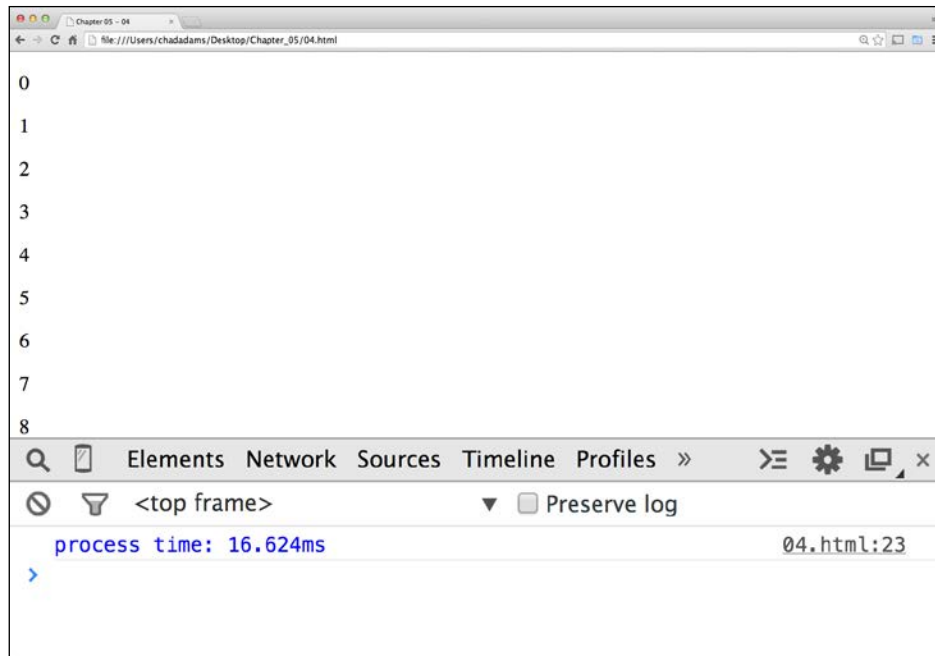 Chapter 05 - 04
file:///Users/chadadams/Desktop/Chapter_05/04.html
0
1
2
3
4
5
6
7
8
Elements Network Sources Timeline Profiles »
<top frame> ▼ Preserve log
process time: 16.624ms 04.html:23
>